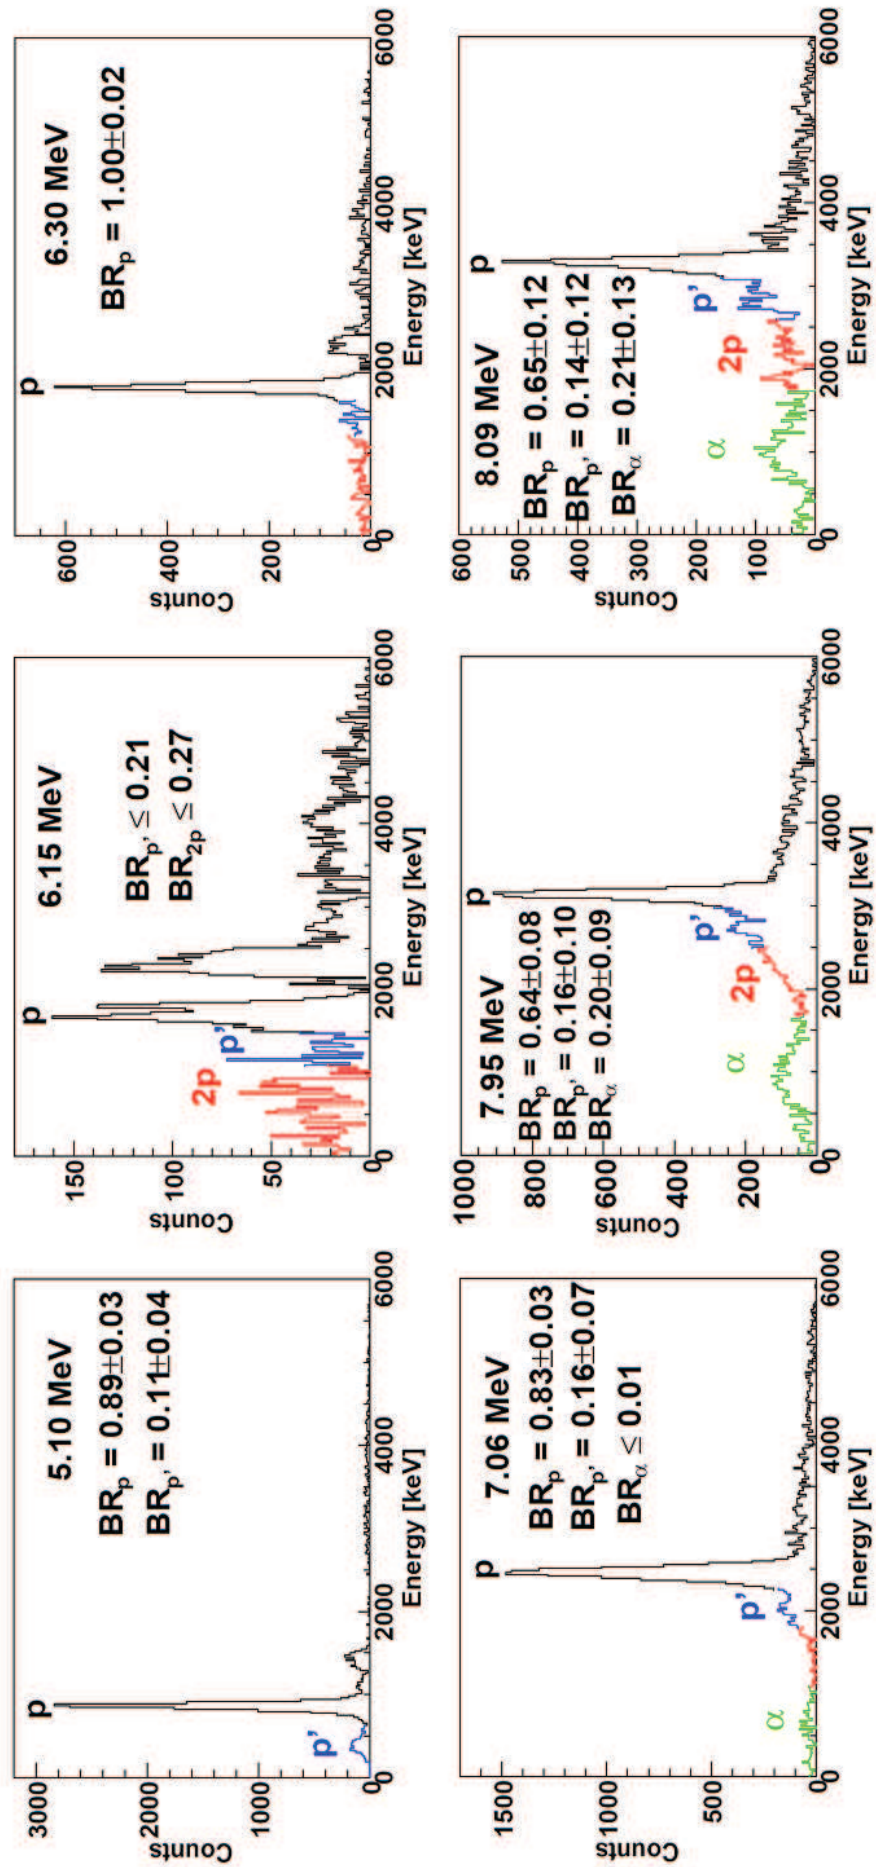 5.10 MeV
BRp = 0.89±0.03
BRp' = 0.11±0.04
p
p'
Counts
3000
2000
1000
0
0
2000
4000
6000
Energy [keV]
6.15 MeV
BRp' ≤ 0.21
BR2p ≤ 0.27
p
p'
2p
Counts
150
100
50
0
2000
4000
6000
Energy [keV]
6.30 MeV
BRp = 1.00±0.02
p
Counts
600
400
200
0
0
2000
4000
6000
Energy [keV]
7.06 MeV
BRp = 0.83±0.03
BRp' = 0.16±0.07
BRα ≤ 0.01
p
p'
α
Counts
1500
1000
500
0
0
2000
4000
6000
Energy [keV]
7.95 MeV
BRp = 0.64±0.08
BRp' = 0.16±0.10
BRα = 0.20±0.09
p
p'
2p
α
Counts
1000
800
600
400
200
0
0
2000
4000
6000
Energy [keV]
8.09 MeV
BRp = 0.65±0.12
BRp' = 0.14±0.12
BRα = 0.21±0.13
p
p'
2p
α
Counts
600
500
400
300
200
100
0
0
2000
4000
6000
Energy [keV]